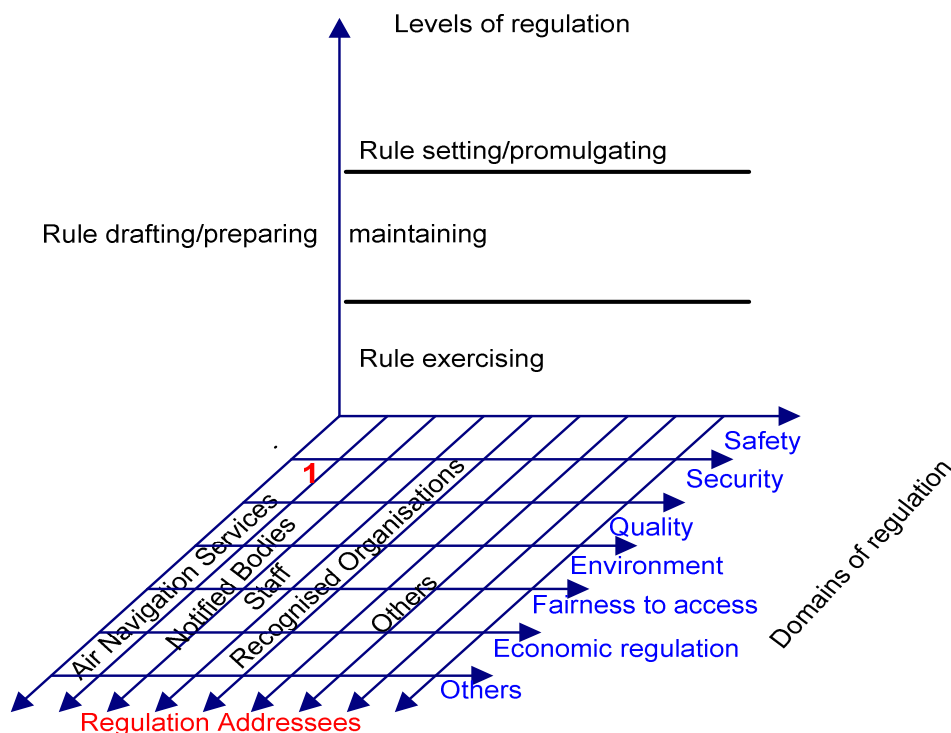 Levels of regulation
Rule setting/promulgating
Rule drafting/preparing
maintaining
Rule exercising
Safety
Security
Quality
Environment
Fairness to access
Economic regulation
Others
Domains of regulation
1
Air Navigation Services
Notified Bodies
Staff
Recognised Organisations
Others
Regulation Addressees